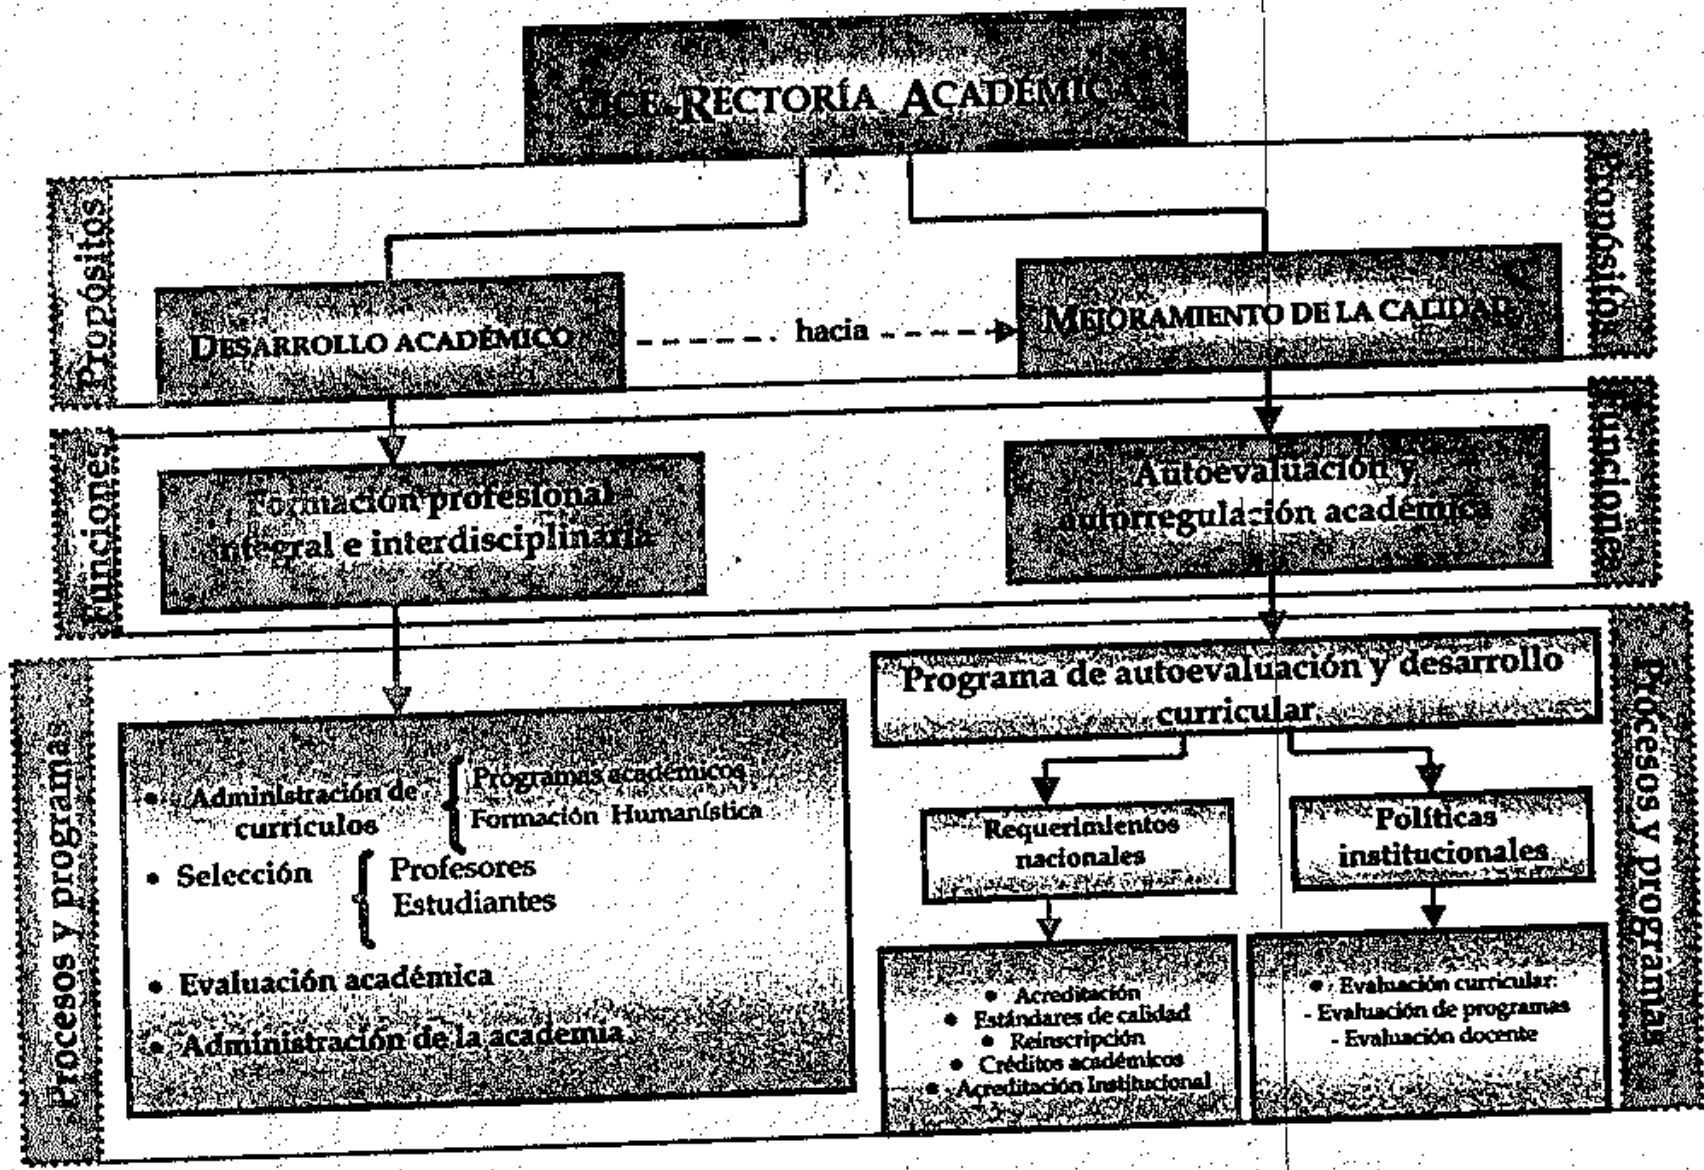 VICE-RECTORÍA ACADÉMICA
Propósitos
Propósitos
DESARROLLO ACADÉMICO
hacia
MEJORAMIENTO DE LA CALIDAD
Funciones
Funciones
Formación profesional
integral e interdisciplinaria
Autoevaluación y
autorregulación académica
Procesos y programas
Procesos y programas
• Administración de
currículos
Programas académicos
Formación Humanística
• Selección
Profesores
Estudiantes
• Evaluación académica
• Administración de la academia
Programa de autoevaluación y desarrollo
curricular
Requerimientos
nacionales
Políticas
institucionales
• Acreditación
• Estándares de calidad
• Reinscripción
• Créditos académicos
• Acreditación Institucional
• Evaluación curricular:
- Evaluación de programas
- Evaluación docente